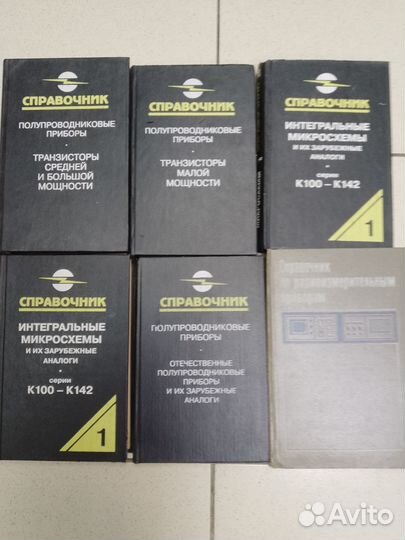 СПРАВОЧНИК
ПОЛУПРОВОДНИКОВЫЕ
ПРИБОРЫ
ТРАНЗИСТОРЫ
СРЕДНЕЙ
И БОЛЬШОЙ
МОЩНОСТИ
СПРАВОЧНИК
ПОЛУПРОВОДНИКОВЫЕ
ПРИБОРЫ
ТРАНЗИСТОРЫ
МАЛОЙ
МОЩНОСТИ
СПРАВОЧНИК
ИНТЕГРАЛЬНЫЕ
МИКРОСХЕМЫ
И ИХ ЗАРУБЕЖНЫЕ
АНАЛОГИ
серии
К100 – К142
1
СПРАВОЧНИК
ИНТЕГРАЛЬНЫЕ
МИКРОСХЕМЫ
И ИХ ЗАРУБЕЖНЫЕ
АНАЛОГИ
серии
К100 – К142
1
СПРАВОЧНИК
ПОЛУПРОВОДНИКОВЫЕ
ПРИБОРЫ
ОТЕЧЕСТВЕННЫЕ
ПОЛУПРОВОДНИКОВЫЕ
ПРИБОРЫ
И ИХ ЗАРУБЕЖНЫЕ
АНАЛОГИ
Справочник
по радиоизмерительным
приборам
Avito